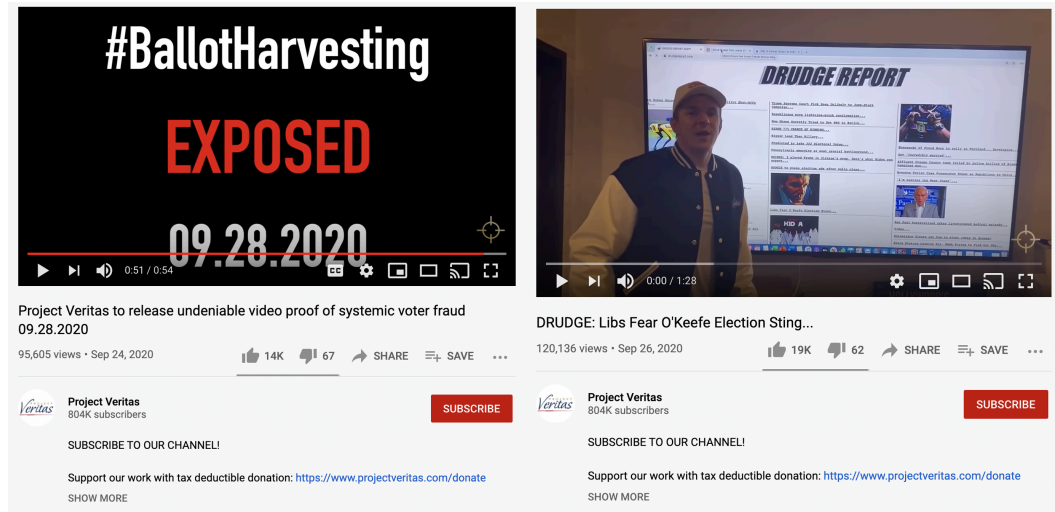 #BallotHarvesting
EXPOSED
09.28.2020
0:51 / 0:54
CC
Project Veritas to release undeniable video proof of systemic voter fraud
09.28.2020
95,605 views • Sep 24, 2020
14K
67
SHARE
SAVE
Veritas
Project Veritas
804K subscribers
SUBSCRIBE
SUBSCRIBE TO OUR CHANNEL!
Support our work with tax deductible donation: https://www.projectveritas.com/donate
SHOW MORE
DRUDGE REPORT
KID A
0:00 / 1:28
DRUDGE: Libs Fear O'Keefe Election Sting...
120,136 views • Sep 26, 2020
19K
62
SHARE
SAVE
Veritas
Project Veritas
804K subscribers
SUBSCRIBE
SUBSCRIBE TO OUR CHANNEL!
Support our work with tax deductible donation: https://www.projectveritas.com/donate
SHOW MORE